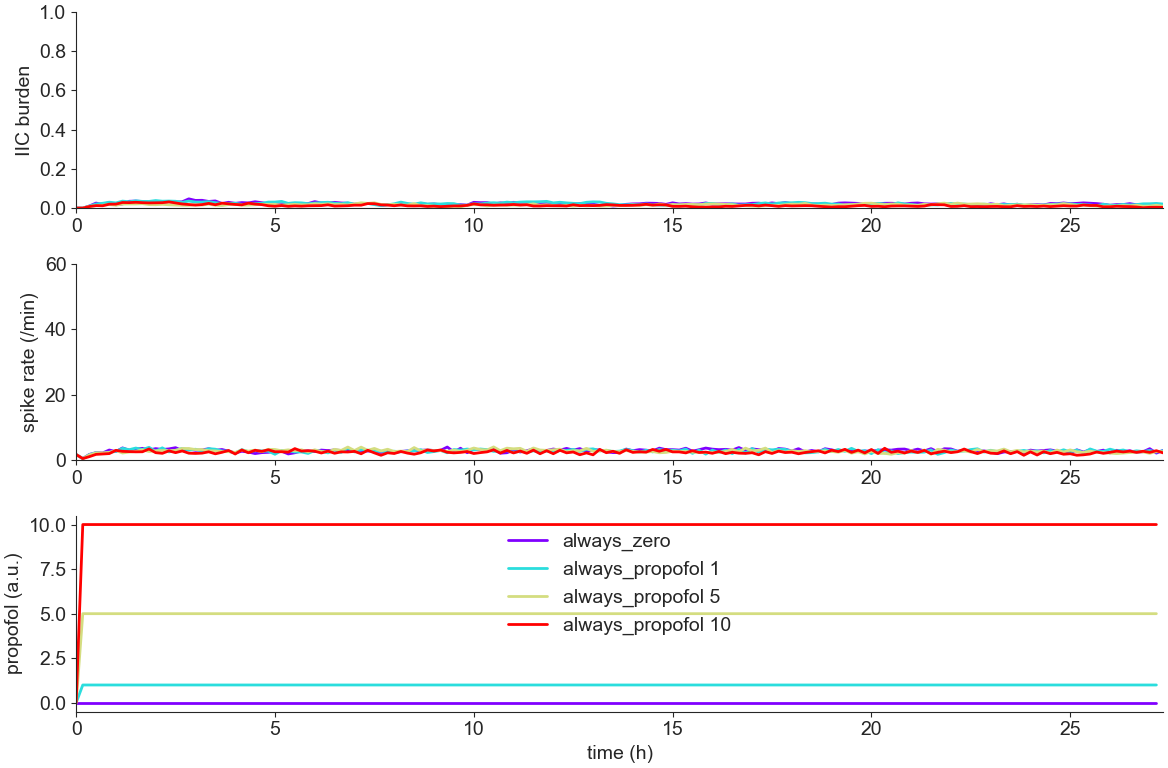 1.0
0.8
0.6
0.4
0.2
0.0
IIC burden
0 5 10 15 20 25
60
40
20
0
spike rate (/min)
0 5 10 15 20 25
10.0
7.5
5.0
2.5
0.0
propofol (a.u.)
always_zero
always_propofol 1
always_propofol 5
always_propofol 10
0 5 10 15 20 25
time (h)